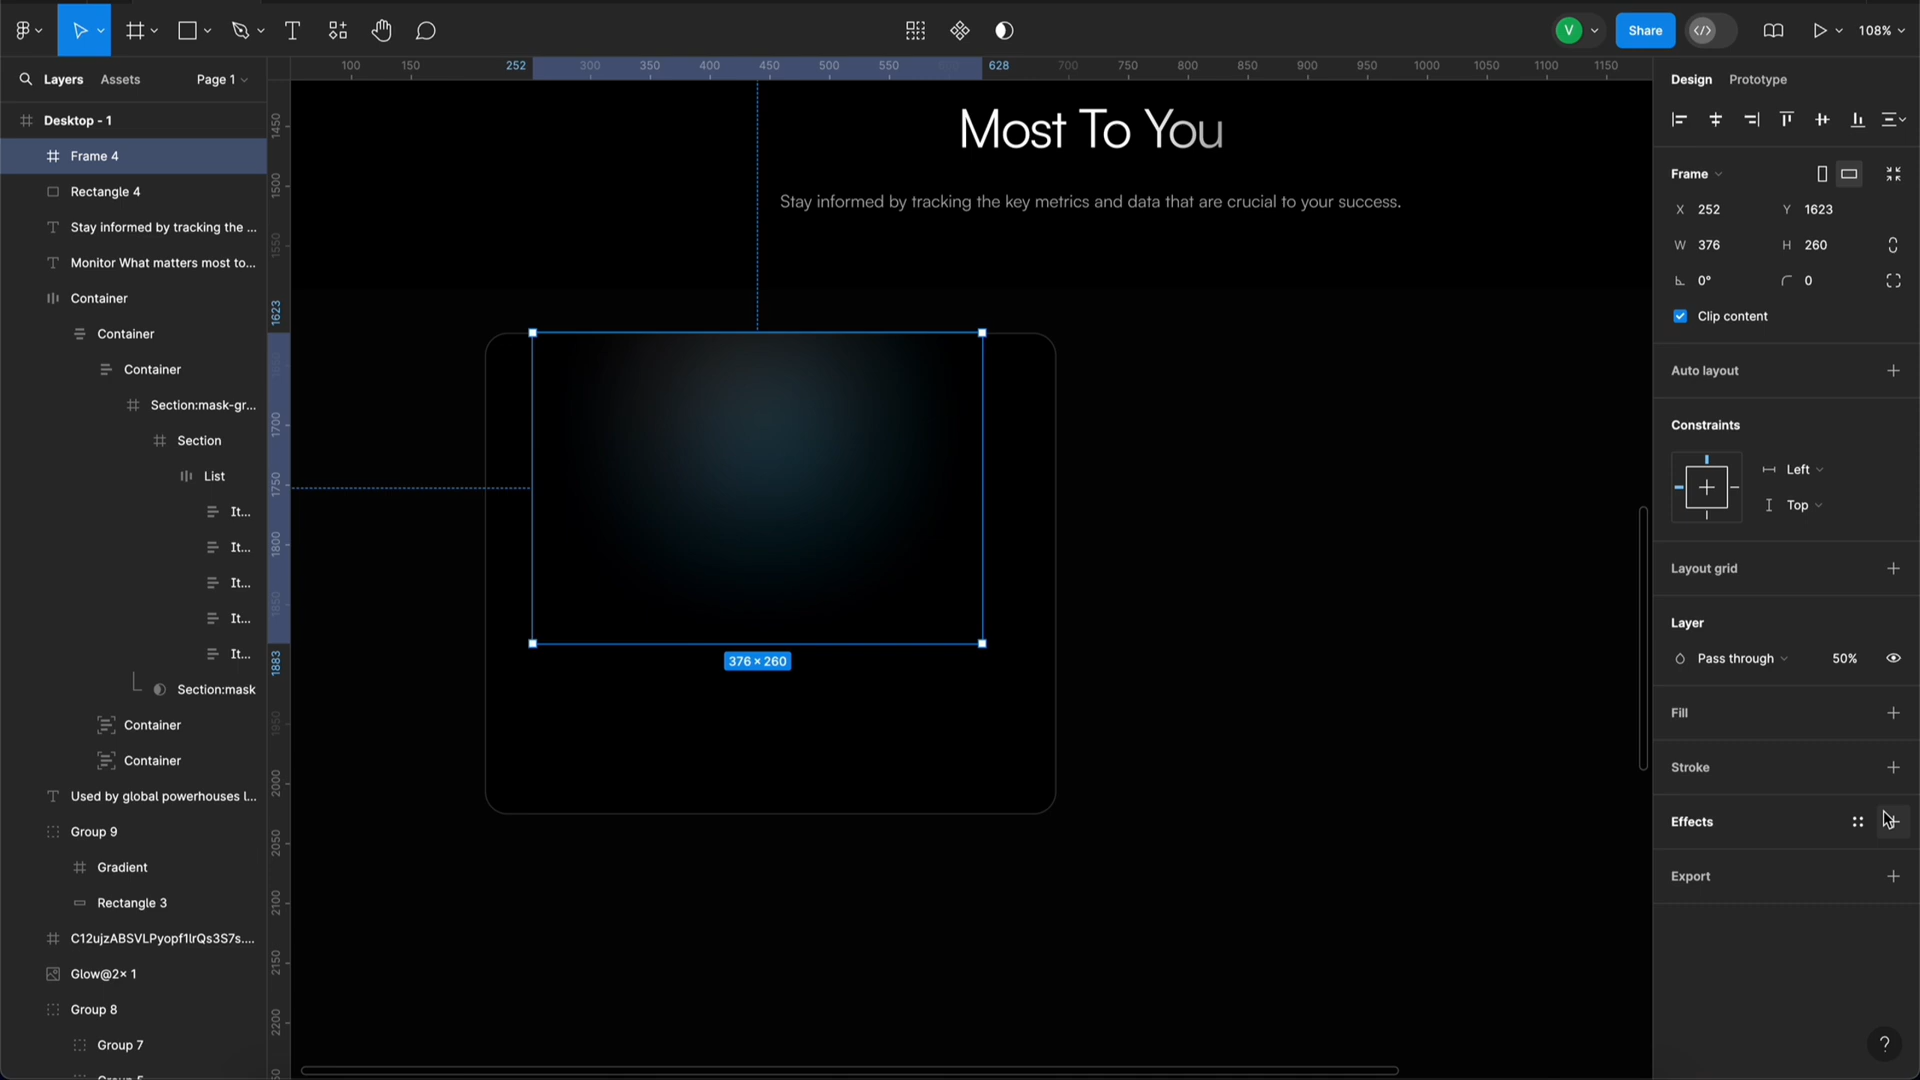 V
Share
108%
Layers
Assets
Page 1
Desktop - 1
Frame 4
Rectangle 4
Stay informed by tracking the ...
Monitor What matters most to...
Container
Container
Container
Section:mask-gr...
Section
List
It...
It...
It...
It...
It...
Section:mask
Container
Container
Used by global powerhouses l...
Group 9
Gradient
Rectangle 3
C12ujzABSVLPyopf1lrQs3S7s....
Glow@2x 1
Group 8
Group 7
100
150
252
300
350
400
450
500
550
628
700
750
800
850
900
950
1000
1050
1100
1150
1450
1500
1550
1623
1700
1750
1800
1850
1883
1950
2000
2050
2100
2150
2200
Most To You
Stay informed by tracking the key metrics and data that are crucial to your success.
376 × 260
Design
Prototype
Frame
X 252 Y 1623
W 376 H 260
0° 0
Clip content
Auto layout
Constraints
Left
Top
Layout grid
Layer
Pass through 50%
Fill
Stroke
Effects
Export
?